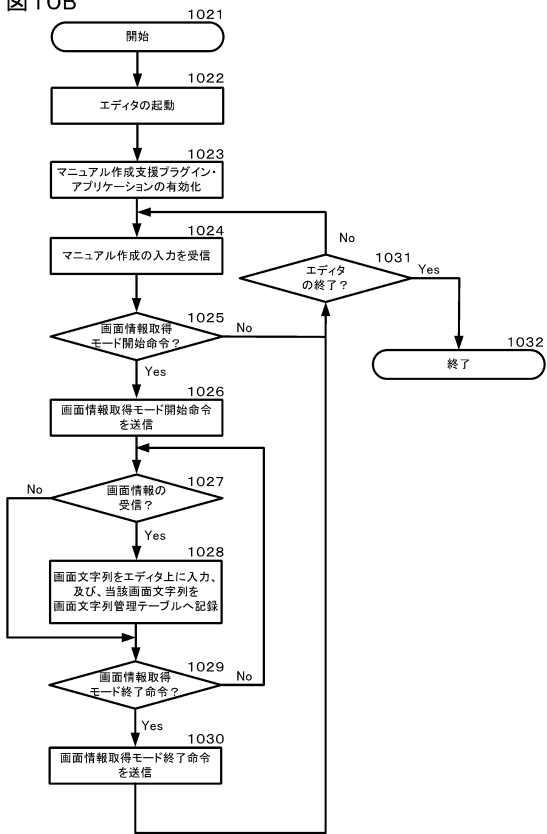 図10B
1021
開始
1022
エディタの起動
1023
マニュアル作成支援プラグイン・
アプリケーションの有効化
1024
マニュアル作成の入力を受信
No
1031
エディタ
の終了？
Yes
1032
終了
1025
画面情報取得
モード開始命令？
No
Yes
1026
画面情報取得モード開始命令
を送信
1027
画面情報の
受信？
No
Yes
1028
画面文字列をエディタ上に入力、
及び、当該画面文字列を
画面文字列管理テーブルへ記録
1029
画面情報取得
モード終了命令？
No
Yes
1030
画面情報取得モード終了命令
を送信